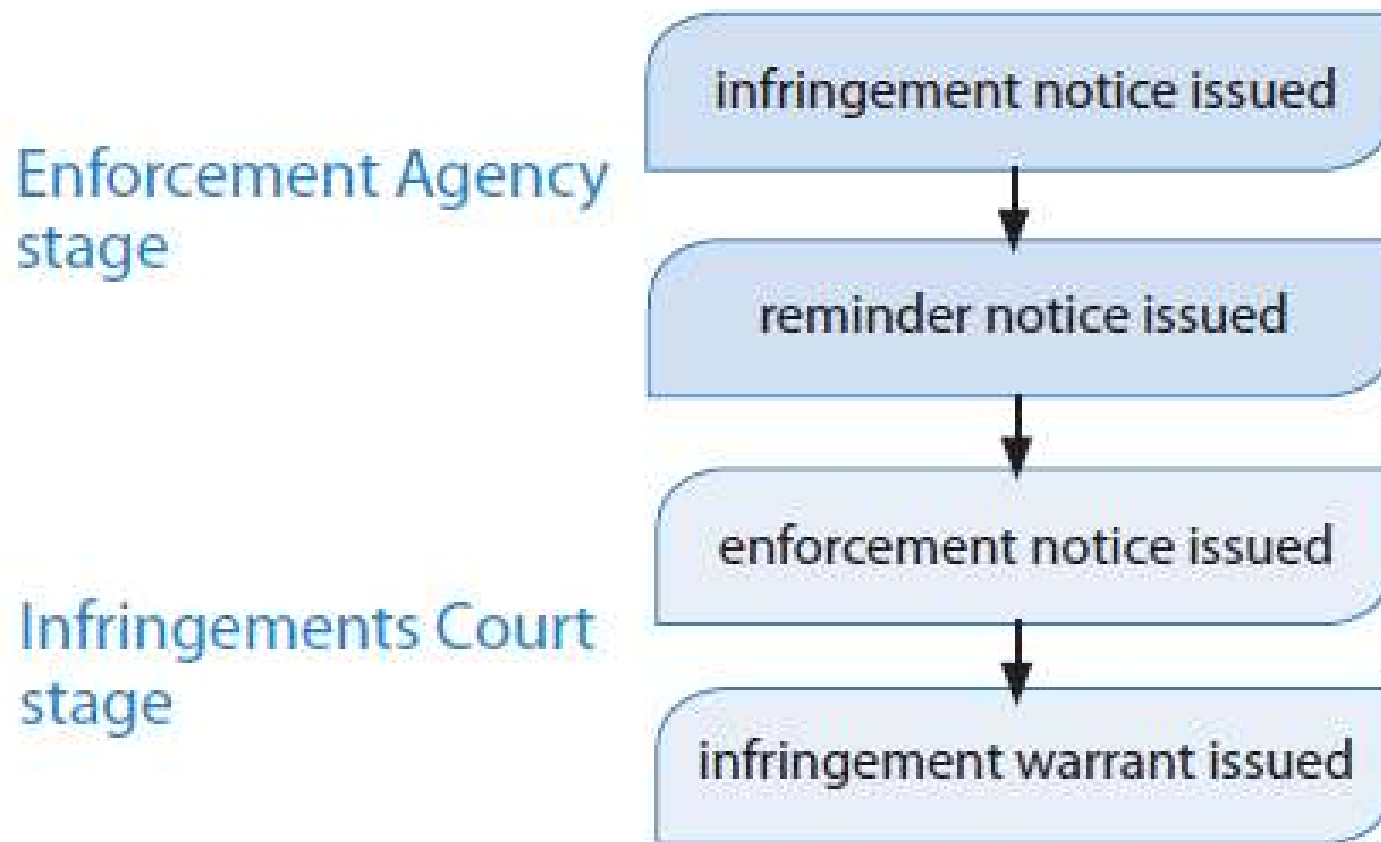 Enforcement Agency
stage
infringement notice issued
reminder notice issued
Infringements Court
stage
enforcement notice issued
infringement warrant issued